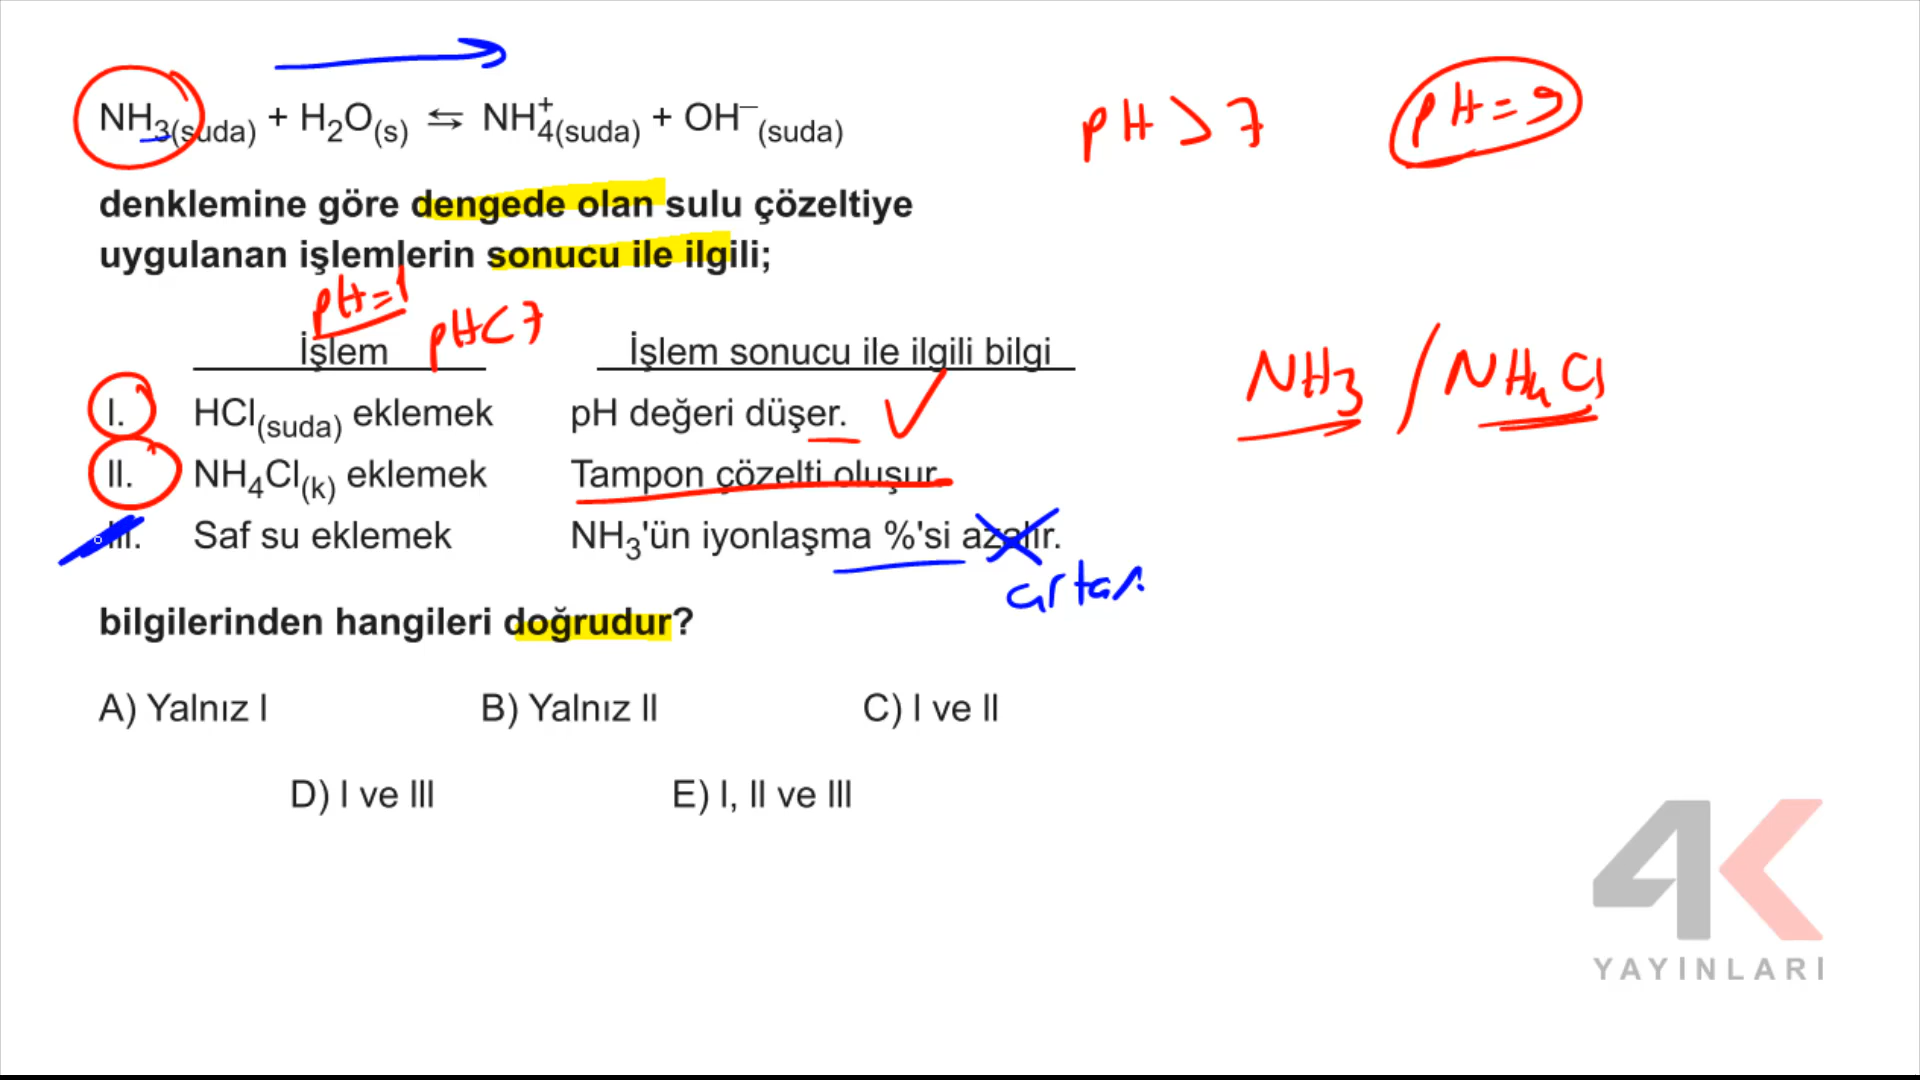 NH3(suda) + H2O(s) ⇆ NH4+(suda) + OH–(suda)
pH > 7
pH = 9
denklemine göre dengede olan sulu çözeltiye
uygulanan işlemlerin sonucu ile ilgili;
pH=1
pH<7
İşlem İşlem sonucu ile ilgili bilgi
NH3 / NH4Cl
I. HCl(suda) eklemek pH değeri düşer.
II. NH4Cl(k) eklemek Tampon çözelti oluşur.
III. Saf su eklemek NH3'ün iyonlaşma %'si azalır.
artar.
bilgilerinden hangileri doğrudur?
A) Yalnız I B) Yalnız II C) I ve II
D) I ve III E) I, II ve III
4K
YAYINLARI